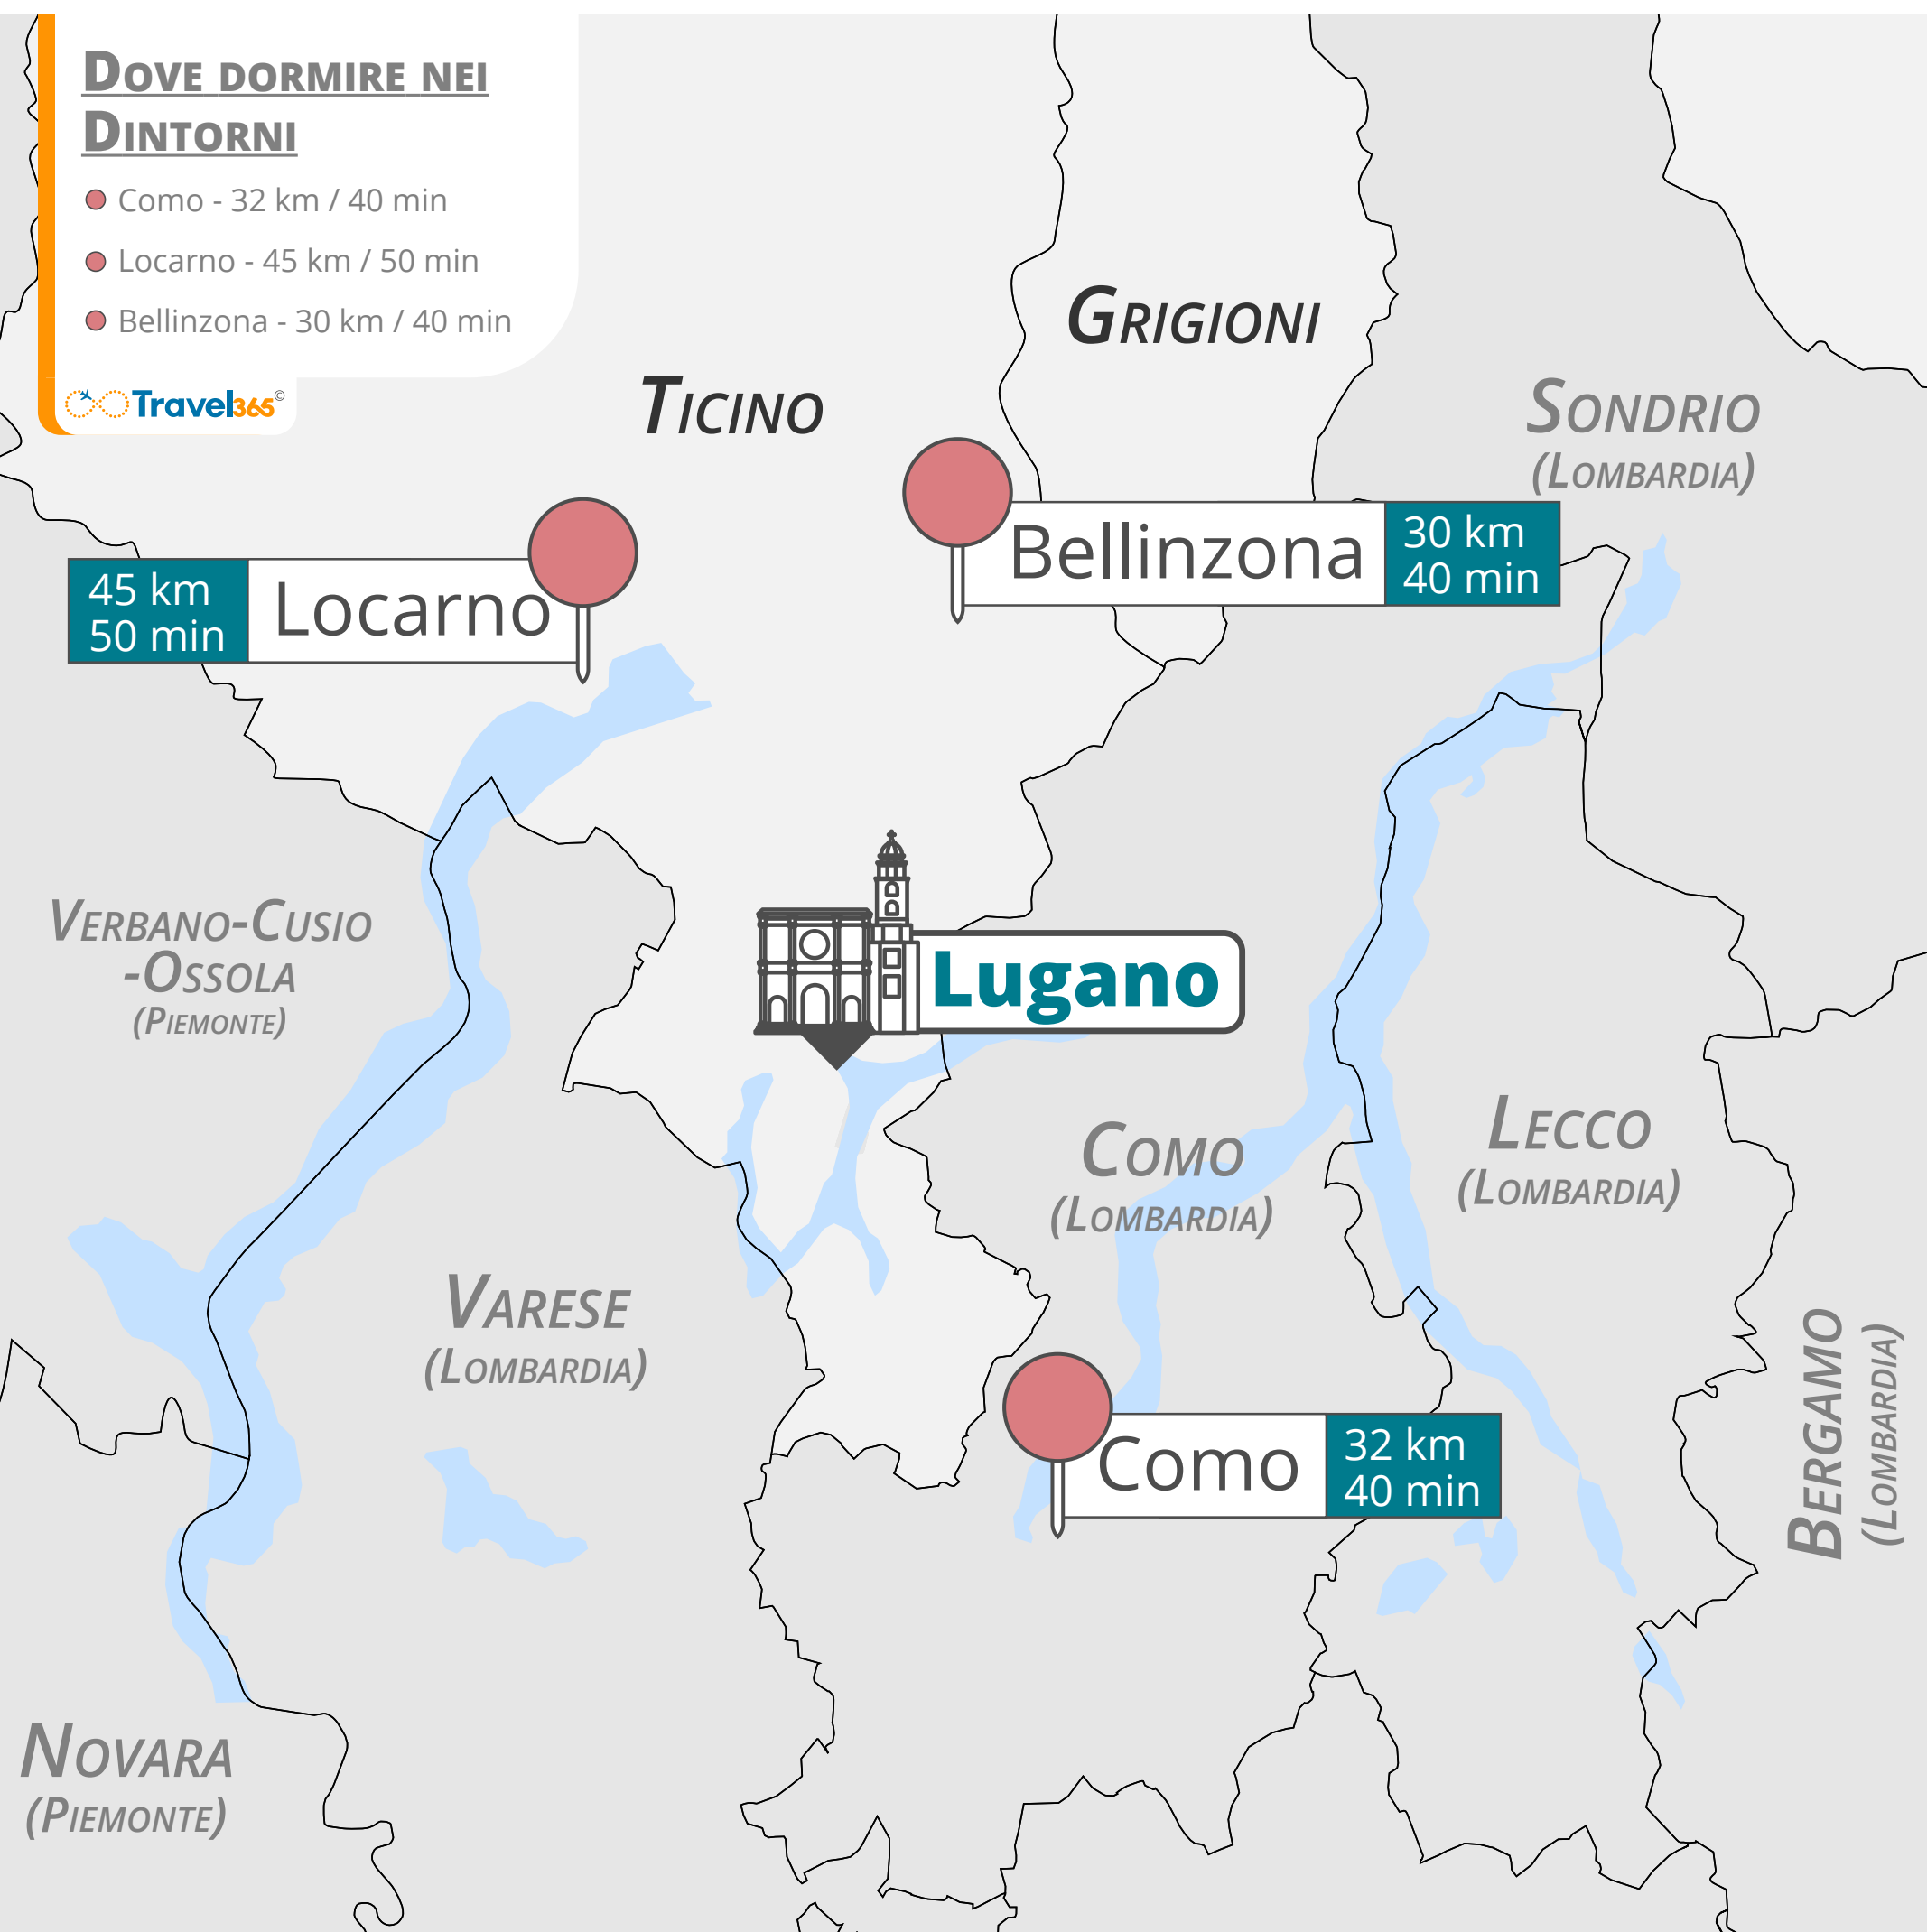 DOVE DORMIRE NEI
DINTORNI
Como - 32 km / 40 min
Locarno - 45 km / 50 min
Bellinzona - 30 km / 40 min
Travel365©
GRIGIONI
TICINO
SONDRIO
(LOMBARDIA)
Bellinzona
30 km
40 min
45 km
50 min
Locarno
VERBANO-CUSIO
-OSSOLA
(PIEMONTE)
Lugano
COMO
(LOMBARDIA)
LECCO
(LOMBARDIA)
VARESE
(LOMBARDIA)
BERGAMO
(LOMBARDIA)
Como
32 km
40 min
NOVARA
(PIEMONTE)